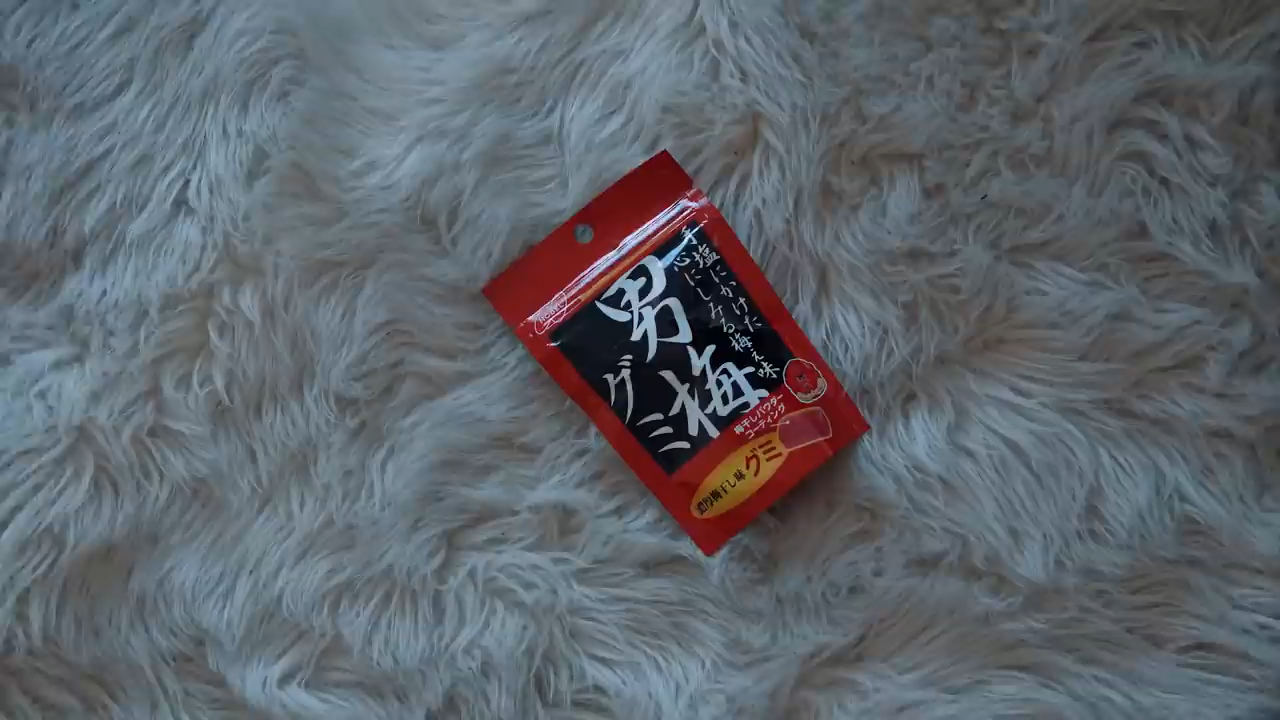 NOBEL
手塩にかけた
心にしみる梅え味
男梅
グミ
梅干しパウダー
コーティング
濃厚梅干し味
グミ